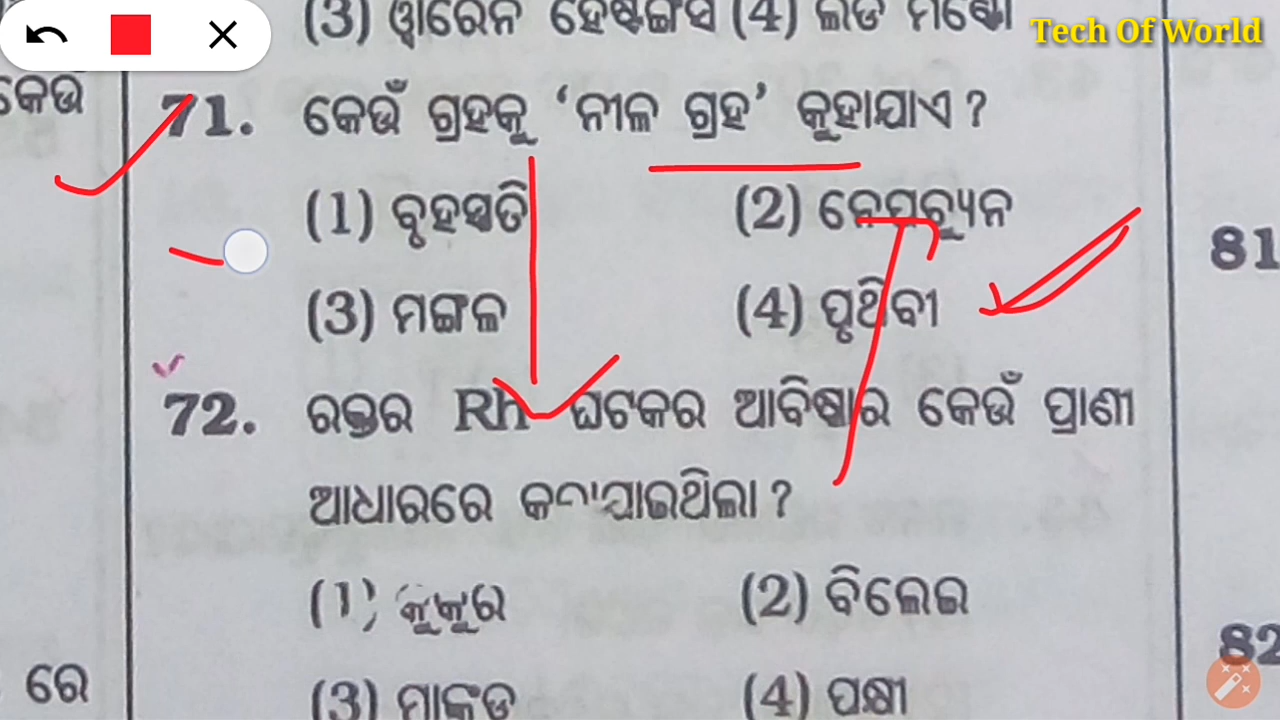 (3) ୱାରେନ ହେଷ୍ଟିଙ୍ଗସ (4) ଲର୍ଡ ମିଣ୍ଟୋ
Tech Of World
କେଉ
71. କେଉଁ ଗ୍ରହକୁ ‘ନୀଳ ଗ୍ରହ’ କୁହାଯାଏ ?
(1) ବୃହସ୍ପତି (2) ନେପଚ୍ୟୁନ
(3) ମଙ୍ଗଳ (4) ପୃଥିବୀ
81
72. ରକ୍ତର Rh ଘଟକର ଆବିଷ୍କାର କେଉଁ ପ୍ରାଣୀ
ଆଧାରରେ କରାଯାଇଥିଲା ?
(1) କୁକୁର (2) ବିଲେଇ
82
ରେ (3) ମାଙ୍କଡ (4) ପକ୍ଷୀ